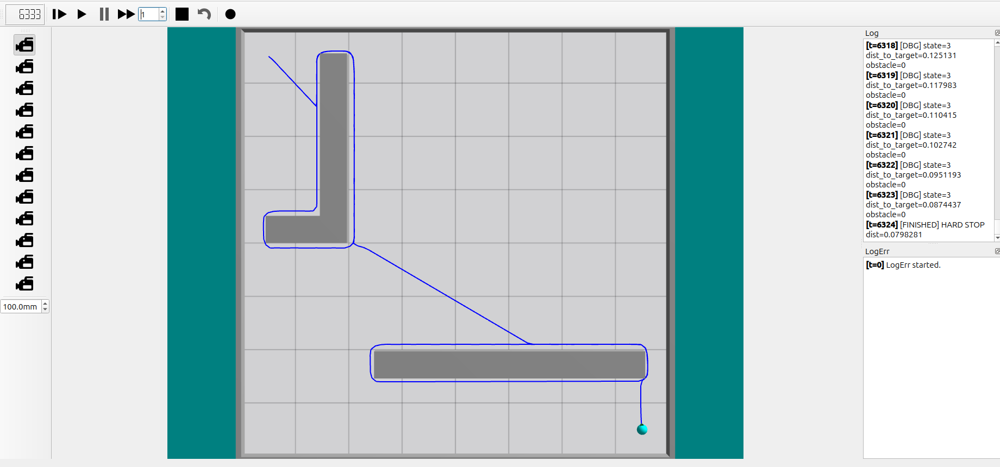 6333
1
Log
[t=6318] [DBG] state=3
dist_to_target=0.125131
obstacle=0
[t=6319] [DBG] state=3
dist_to_target=0.117983
obstacle=0
[t=6320] [DBG] state=3
dist_to_target=0.110415
obstacle=0
[t=6321] [DBG] state=3
dist_to_target=0.102742
obstacle=0
[t=6322] [DBG] state=3
dist_to_target=0.0951193
obstacle=0
[t=6323] [DBG] state=3
dist_to_target=0.0874437
obstacle=0
[t=6324] [FINISHED] HARD STOP
dist=0.0798281
LogErr
[t=0] LogErr started.
100.0mm